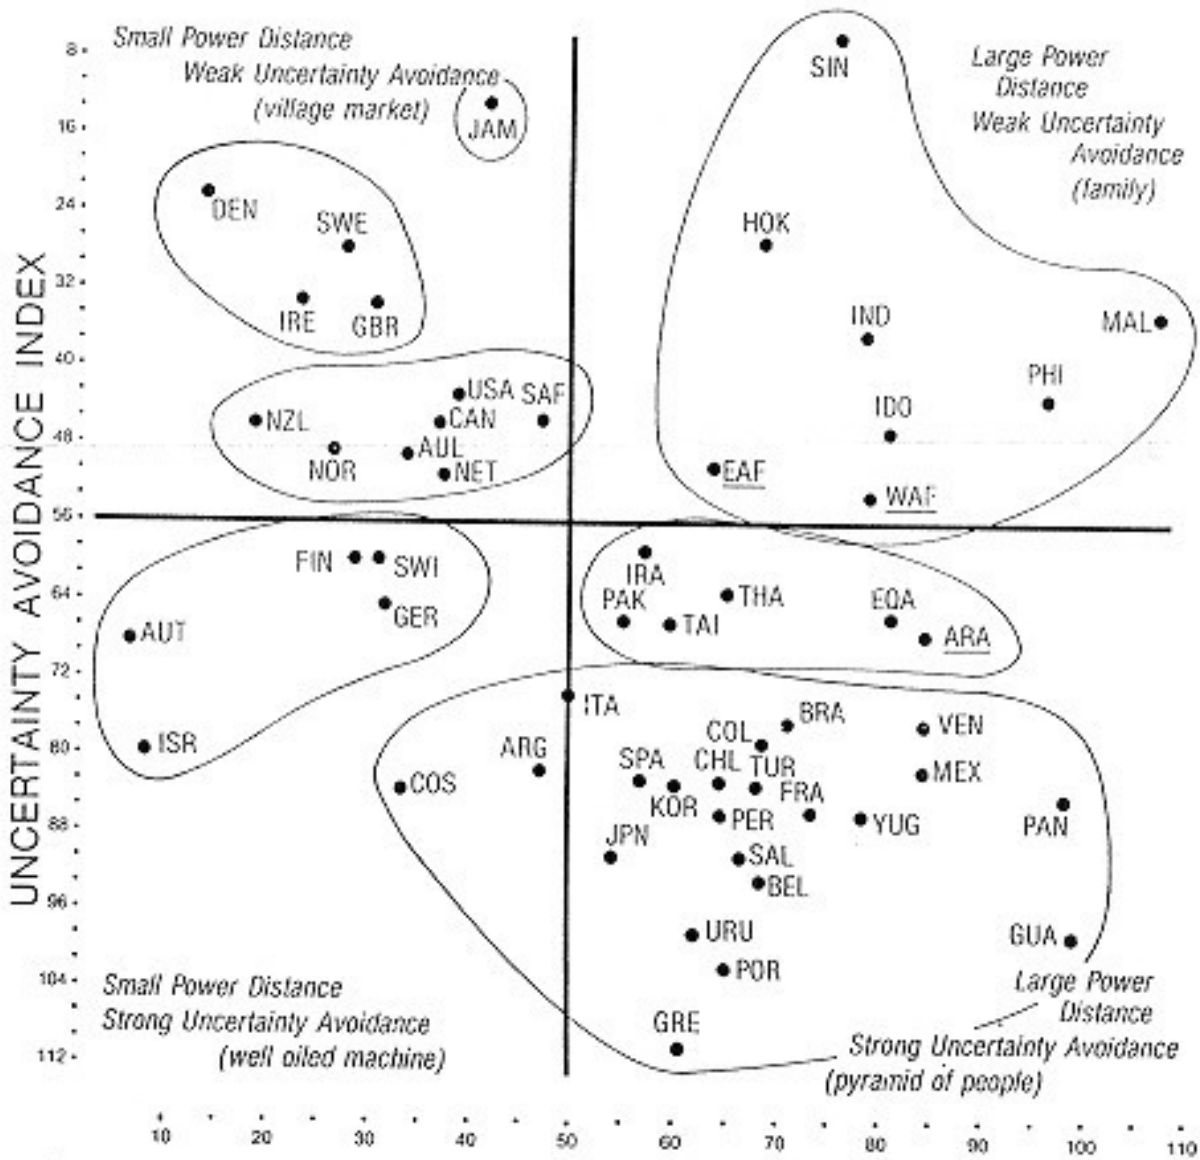 Small Power Distance
Weak Uncertainty Avoidance
(village market)
Large Power
Distance
Weak Uncertainty
Avoidance
(family)
UNCERTAINTY AVOIDANCE INDEX
8
16
24
32
40
48
56
64
72
80
88
96
104
112
SIN
JAM
DEN
SWE
HOK
IRE
GBR
IND
MAL
PHI
USA
SAF
NZL
CAN
IDO
NOR
AUL
NET
EAF
WAF
FIN
SWI
IRA
GER
PAK
THA
EQA
AUT
TAI
ARA
ITA
BRA
VEN
ISR
ARG
COL
COS
SPA
CHL
TUR
MEX
KOR
FRA
PER
YUG
PAN
JPN
SAL
BEL
URU
GUA
POR
GRE
Small Power Distance
Strong Uncertainty Avoidance
(well oiled machine)
Large Power
Distance
Strong Uncertainty Avoidance
(pyramid of people)
10 20 30 40 50 60 70 80 90 100 110